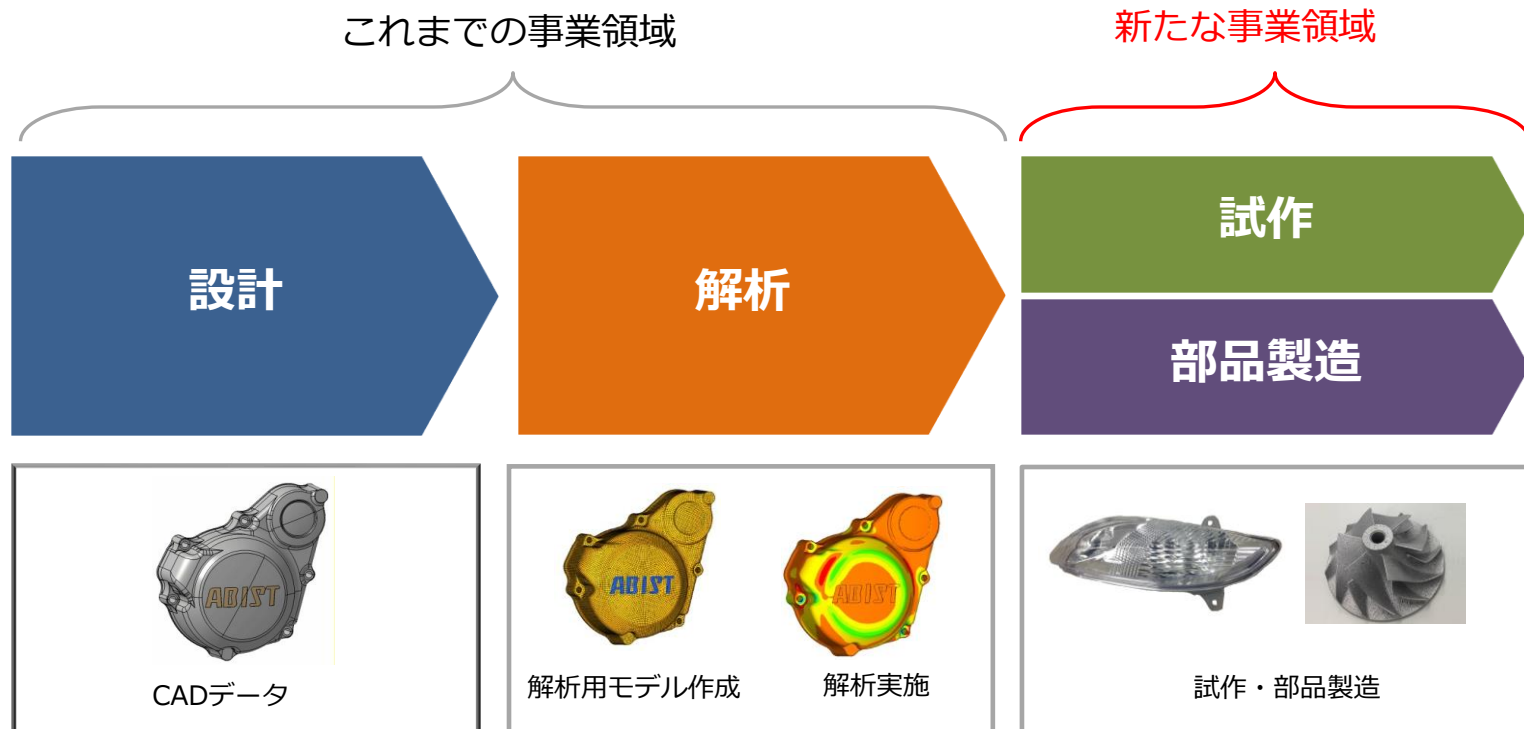 これまでの事業領域
新たな事業領域
設計
解析
試作
部品製造
ABIST
CADデータ
ABIST
解析用モデル作成
ABIST
解析実施
試作・部品製造